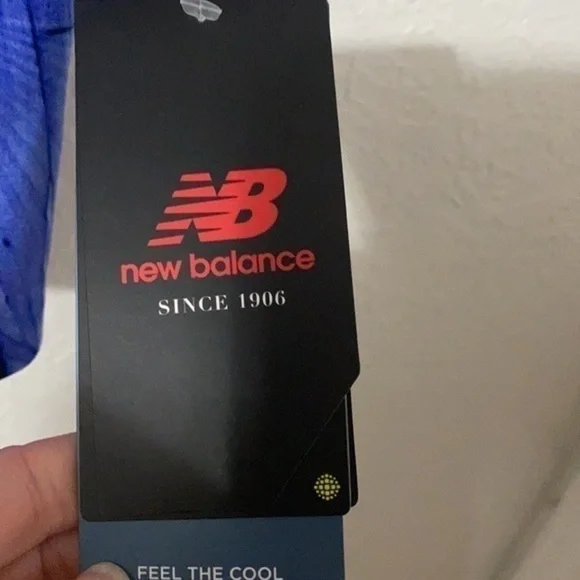 NB
new balance
SINCE 1906
FEEL THE COOL